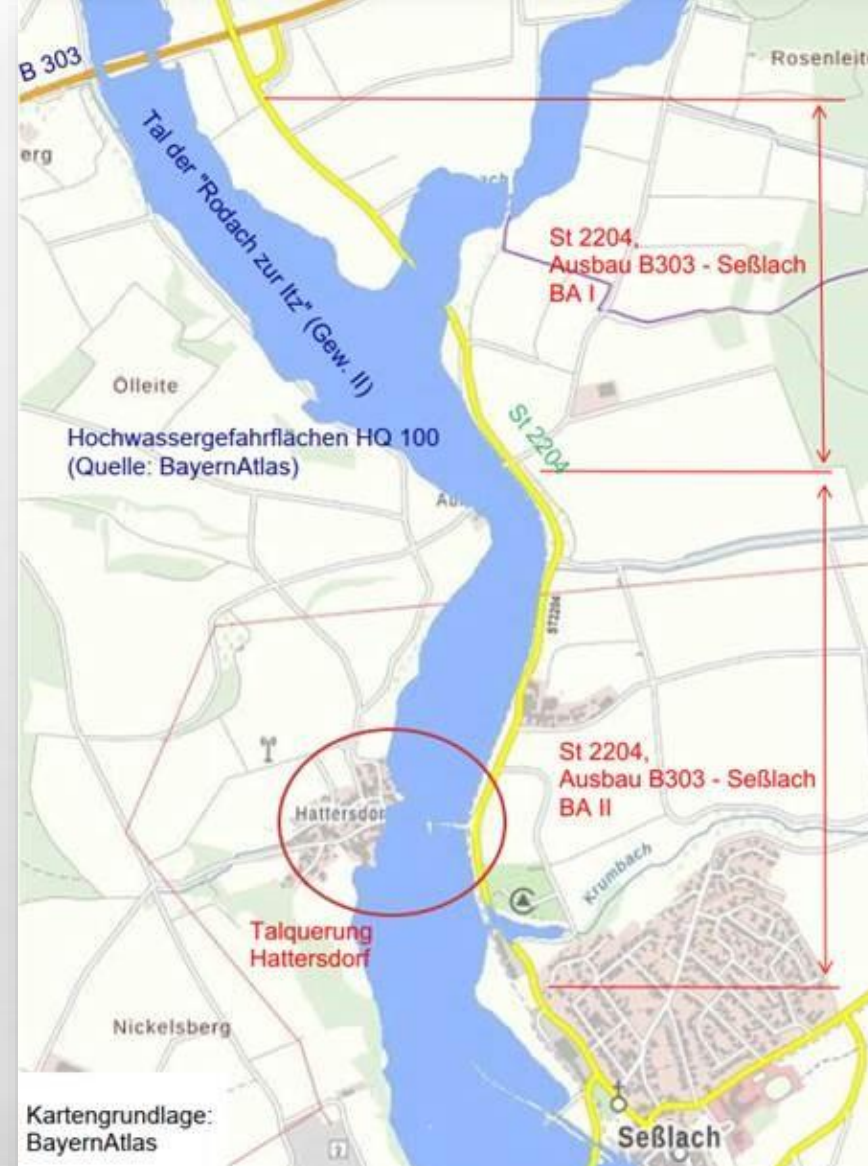 B 303
Rosenleite
erg
Tal der "Rodach zur Itz" (Gew. II)
ach
St 2204,
Ausbau B303 - Seßlach
BA I
Ölleite
St 2204
Hochwassergefahrflächen HQ 100
(Quelle: BayernAtlas)
ST2204
St 2204,
Ausbau B303 - Seßlach
BA II
Hattersdor
Krumbach
Talquerung
Hattersdorf
Nickelsberg
Kartengrundlage:
BayernAtlas
Seßlach